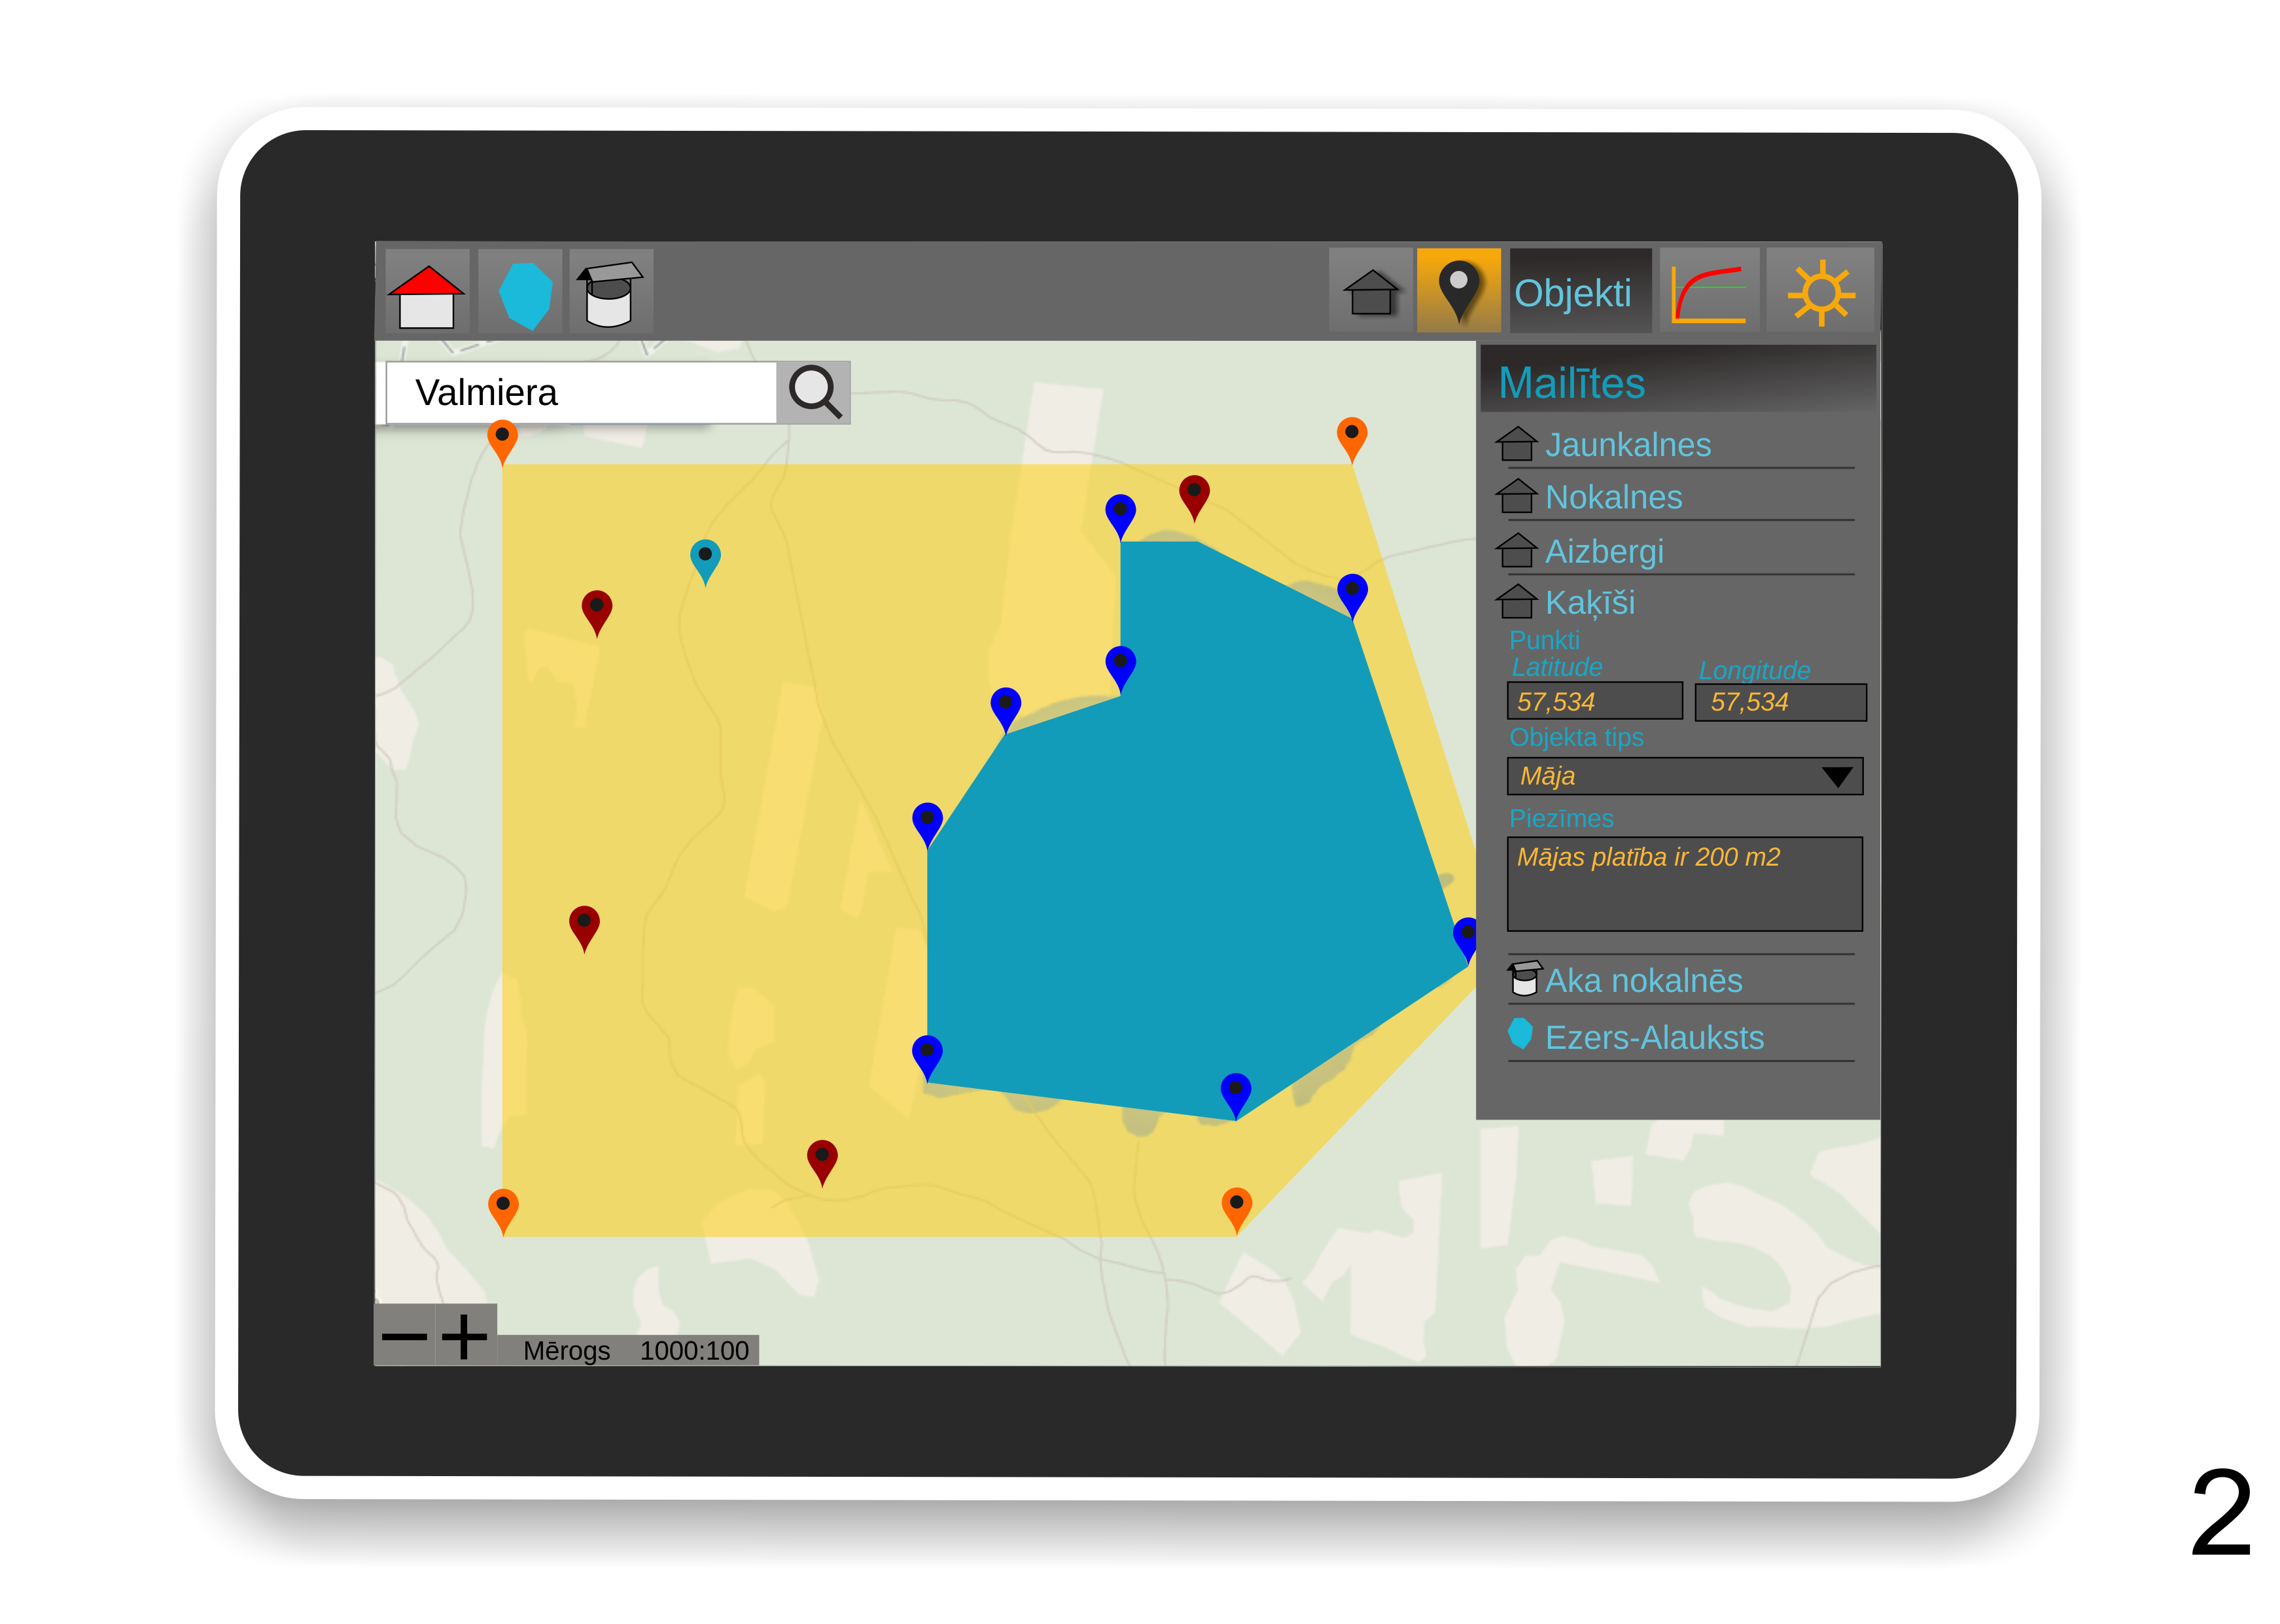 Objekti
Valmiera
Mailītes
Jaunkalnes
Nokalnes
Aizbergi
Kaķīši
Punkti
Latitude Longitude
57,534 57,534
Objekta tips
Māja
Piezīmes
Mājas platība ir 200 m2
Aka nokalnēs
Ezers-Alauksts
Mērogs 1000:100
2